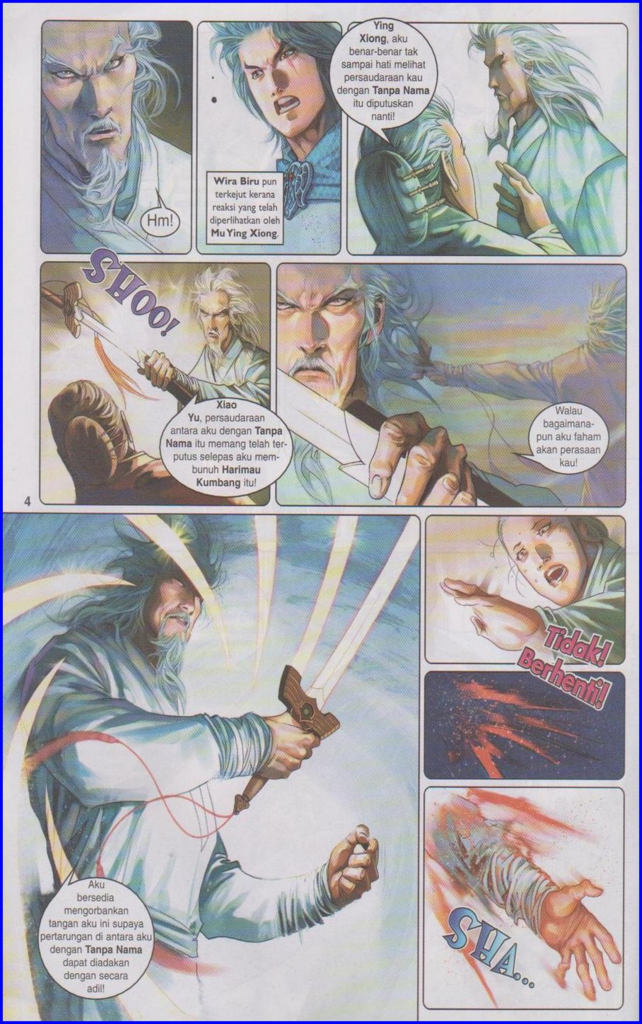 Hm!
Wira Biru pun
terkejut kerana
reaksi yang telah
diperlihatkan oleh
Mu Ying Xiong.
Ying
Xiong, aku
benar-benar tak
sampai hati melihat
persaudaraan kau
dengan Tanpa Nama
itu diputuskan
nanti!
SHOO!
Xiao
Yu, persaudaraan
antara aku dengan Tanpa
Nama itu memang telah ter-
putus selepas aku mem-
bunuh Harimau
Kumbang itu!
Walau
bagaimana-
pun aku faham
akan perasaan
kau!
4
Aku
bersedia
mengorbankan
tangan aku ini supaya
pertarungan di antara aku
dengan Tanpa Nama
dapat diadakan
dengan secara
adil!
Tidak!
Berhenti!
SHA...